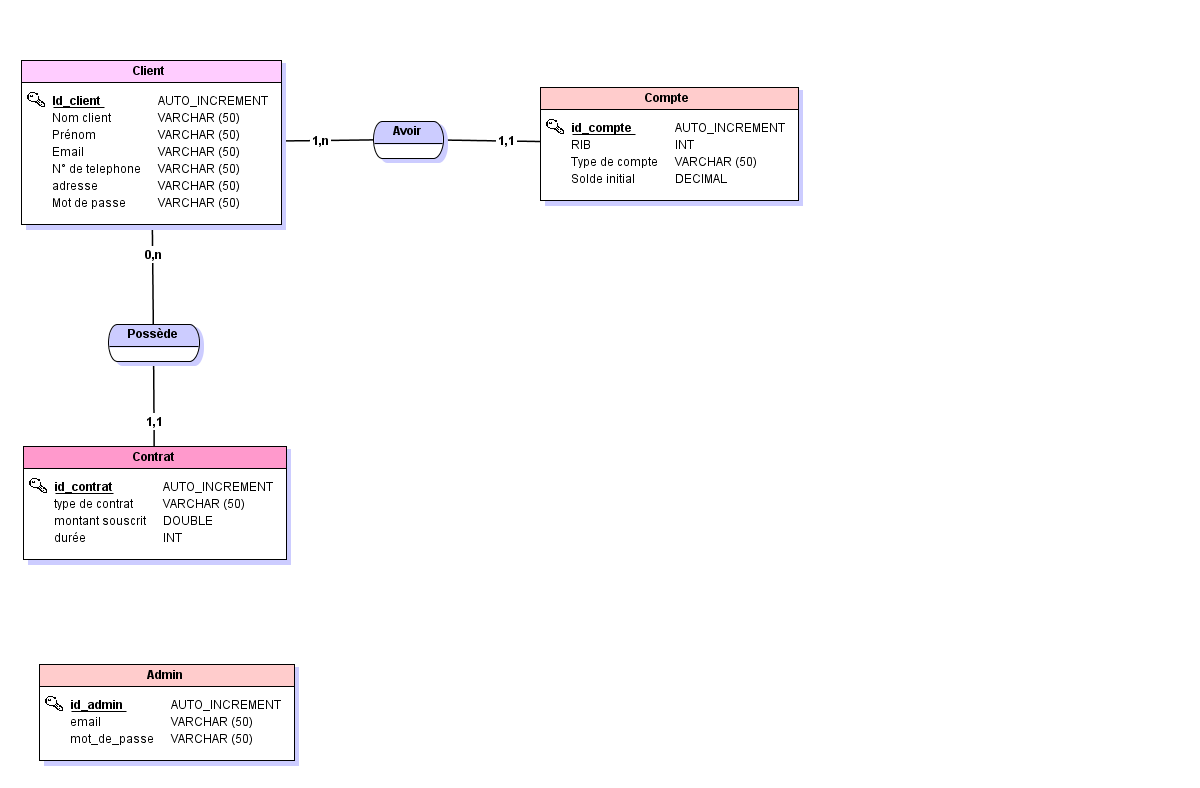 Client
Id_client AUTO_INCREMENT
Nom client VARCHAR (50)
Prénom VARCHAR (50)
Email VARCHAR (50)
N° de telephone VARCHAR (50)
adresse VARCHAR (50)
Mot de passe VARCHAR (50)
1,n
Avoir
1,1
Compte
id_compte AUTO_INCREMENT
RIB INT
Type de compte VARCHAR (50)
Solde initial DECIMAL
0,n
Possède
1,1
Contrat
id_contrat AUTO_INCREMENT
type de contrat VARCHAR (50)
montant souscrit DOUBLE
durée INT
Admin
id_admin AUTO_INCREMENT
email VARCHAR (50)
mot_de_passe VARCHAR (50)